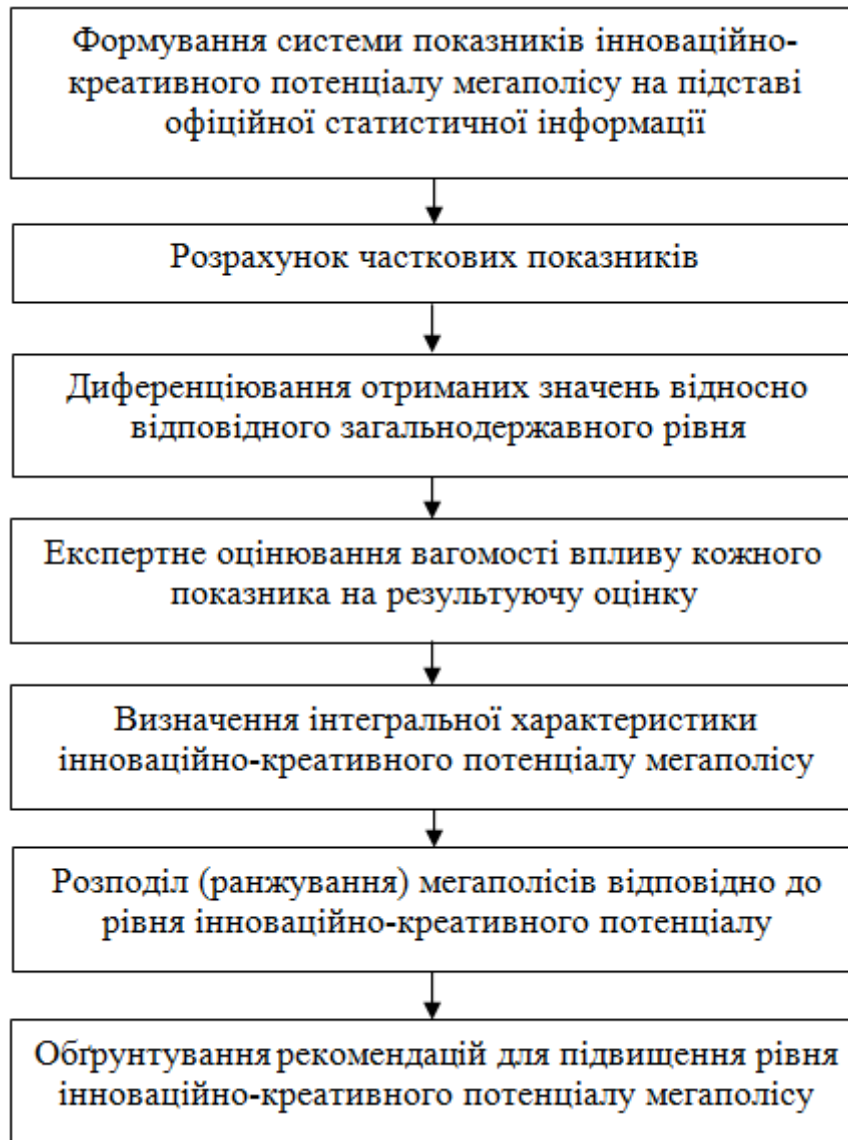 Формування системи показників інноваційно-
креативного потенціалу мегаполісу на підставі
офіційної статистичної інформації
Розрахунок часткових показників
Диференціювання отриманих значень відносно
відповідного загальнодержавного рівня
Експертне оцінювання вагомості впливу кожного
показника на результуючу оцінку
Визначення інтегральної характеристики
інноваційно-креативного потенціалу мегаполісу
Розподіл (ранжування) мегаполісів відповідно до
рівня інноваційно-креативного потенціалу
Обґрунтування рекомендацій для підвищення рівня
інноваційно-креативного потенціалу мегаполісу